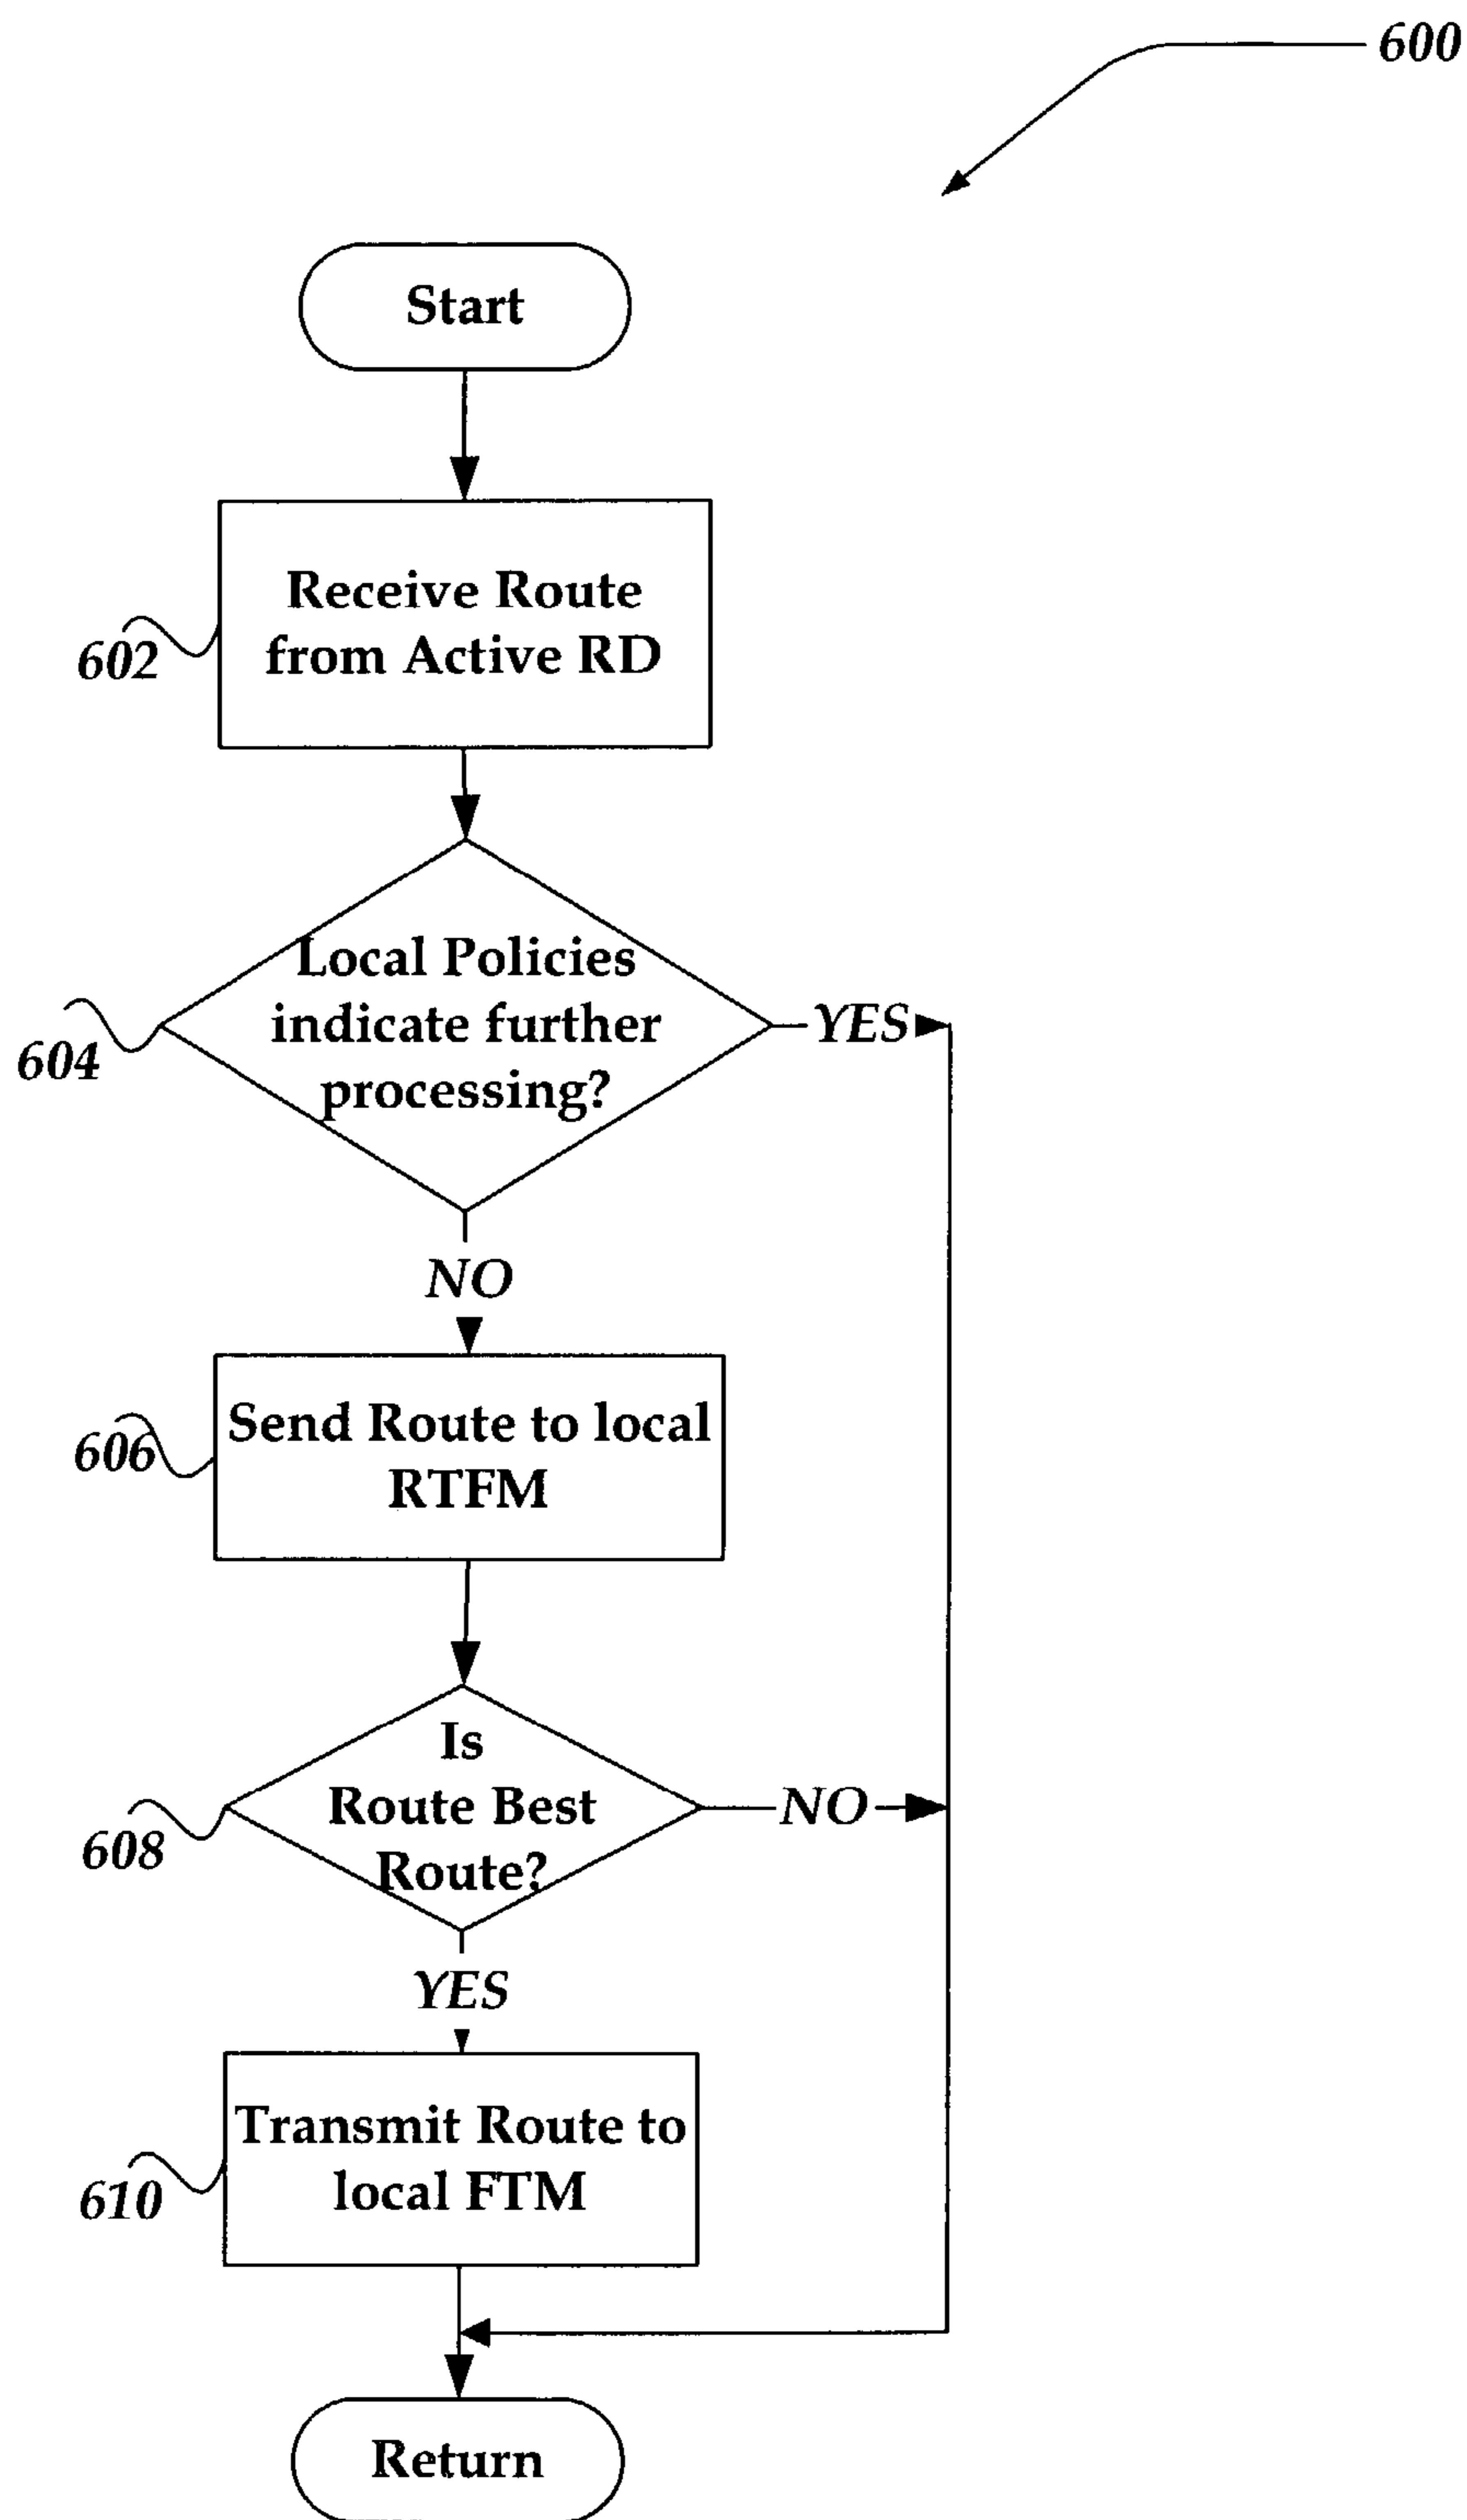 600
Start
Receive Route
from Active RD
602
Local Policies
indicate further
processing?
YES
604
NO
Send Route to local
RTFM
606
Is
Route Best
Route?
NO
608
YES
Transmit Route to
local FTM
610
Return